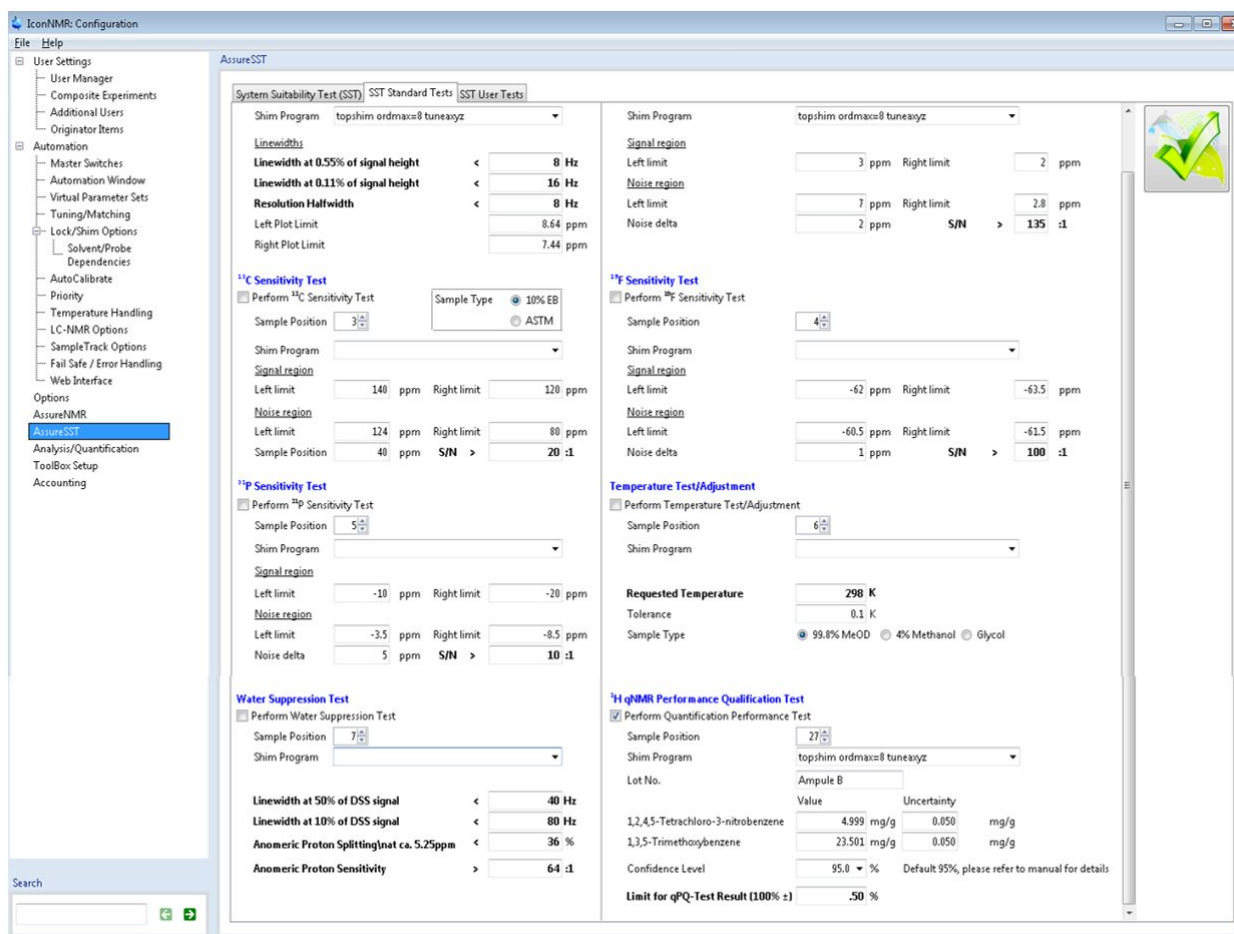 IconNMR: Configuration
File Help
User Settings
User Manager
Composite Experiments
Additional Users
Originator Items
Automation
Master Switches
Automation Window
Virtual Parameter Sets
Tuning/Matching
Lock/Shim Options
Solvent/Probe
Dependencies
AutoCalibrate
Priority
Temperature Handling
LC-NMR Options
SampleTrack Options
Fail Safe / Error Handling
Web Interface
Options
AssureNMR
AssureSST
Analysis/Quantification
ToolBox Setup
Accounting
Search
AssureSST
System Suitability Test (SST) SST Standard Tests SST User Tests
Shim Program topshim ordmax=8 tuneaxyz
Linewidths
Linewidth at 0.55% of signal height < 8 Hz
Linewidth at 0.11% of signal height < 16 Hz
Resolution Halfwidth < 8 Hz
Left Plot Limit 8.64 ppm
Right Plot Limit 7.44 ppm
Shim Program topshim ordmax=8 tuneaxyz
Signal region
Left limit 3 ppm Right limit 2 ppm
Noise region
Left limit 7 ppm Right limit 2.8 ppm
Noise delta 2 ppm S/N > 135 :1
¹³C Sensitivity Test
Perform ¹³C Sensitivity Test
Sample Type 10% EB
ASTM
Sample Position 3
Shim Program
Signal region
Left limit 140 ppm Right limit 120 ppm
Noise region
Left limit 124 ppm Right limit 80 ppm
Sample Position 40 ppm S/N > 20 :1
¹⁹F Sensitivity Test
Perform ¹⁹F Sensitivity Test
Sample Position 4
Shim Program
Signal region
Left limit -62 ppm Right limit -63.5 ppm
Noise region
Left limit -60.5 ppm Right limit -61.5 ppm
Noise delta 1 ppm S/N > 100 :1
³¹P Sensitivity Test
Perform ³¹P Sensitivity Test
Sample Position 5
Shim Program
Signal region
Left limit -10 ppm Right limit -20 ppm
Noise region
Left limit -3.5 ppm Right limit -8.5 ppm
Noise delta 5 ppm S/N > 10 :1
Temperature Test/Adjustment
Perform Temperature Test/Adjustment
Sample Position 6
Shim Program
Requested Temperature 298 K
Tolerance 0.1 K
Sample Type 99.8% MeOD 4% Methanol Glycol
Water Suppression Test
Perform Water Suppression Test
Sample Position 7
Shim Program
Linewidth at 50% of DSS signal < 40 Hz
Linewidth at 10% of DSS signal < 80 Hz
Anomeric Proton Splitting\nat ca. 5.25ppm < 36 %
Anomeric Proton Sensitivity > 64 :1
¹H qNMR Performance Qualification Test
Perform Quantification Performance Test
Sample Position 27
Shim Program topshim ordmax=8 tuneaxyz
Lot No. Ampule B
Value Uncertainty
1,2,4,5-Tetrachloro-3-nitrobenzene 4.999 mg/g 0.050 mg/g
1,3,5-Trimethoxybenzene 23.501 mg/g 0.050 mg/g
Confidence Level 95.0 % Default 95%, please refer to manual for details
Limit for qPQ-Test Result (100% ±) .50 %